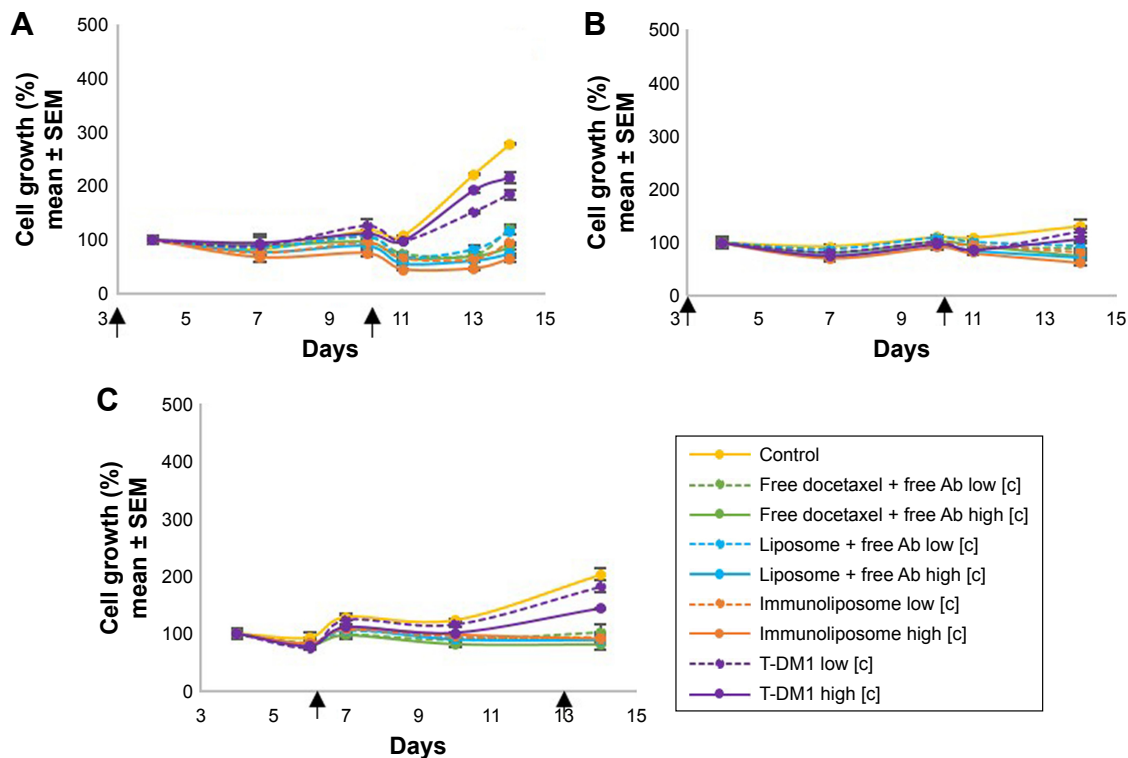 A
Cell growth (%)
mean ± SEM
500
400
300
200
100
0
3 5 7 9 11 13 15
Days
B
Cell growth (%)
mean ± SEM
500
400
300
200
100
0
3 5 7 9 11 13 15
Days
C
Cell growth (%)
mean ± SEM
500
400
300
200
100
0
3 5 7 9 11 13 15
Days
Control
Free docetaxel + free Ab low [c]
Free docetaxel + free Ab high [c]
Liposome + free Ab low [c]
Liposome + free Ab high [c]
Immunoliposome low [c]
Immunoliposome high [c]
T-DM1 low [c]
T-DM1 high [c]